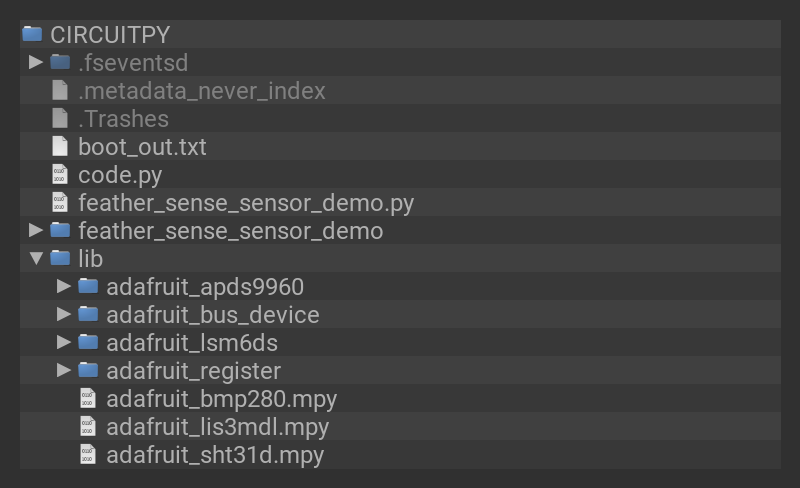 CIRCUITPY
.fseventsd
.metadata_never_index
.Trashes
boot_out.txt
code.py
feather_sense_sensor_demo.py
feather_sense_sensor_demo
lib
adafruit_apds9960
adafruit_bus_device
adafruit_lsm6ds
adafruit_register
adafruit_bmp280.mpy
adafruit_lis3mdl.mpy
adafruit_sht31d.mpy